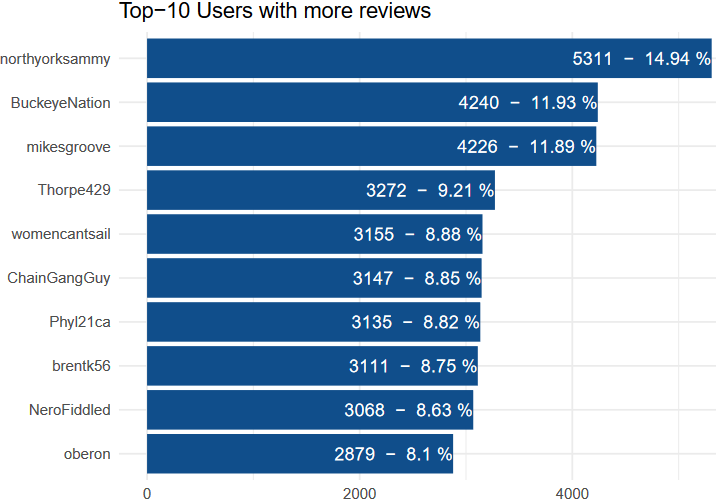 Top−10 Users with more reviews
northyorksammy 5311 − 14.94 %
BuckeyeNation 4240 − 11.93 %
mikesgroove 4226 − 11.89 %
Thorpe429 3272 − 9.21 %
womencantsail 3155 − 8.88 %
ChainGangGuy 3147 − 8.85 %
Phyl21ca 3135 − 8.82 %
brentk56 3111 − 8.75 %
NeroFiddled 3068 − 8.63 %
oberon 2879 − 8.1 %
0 2000 4000